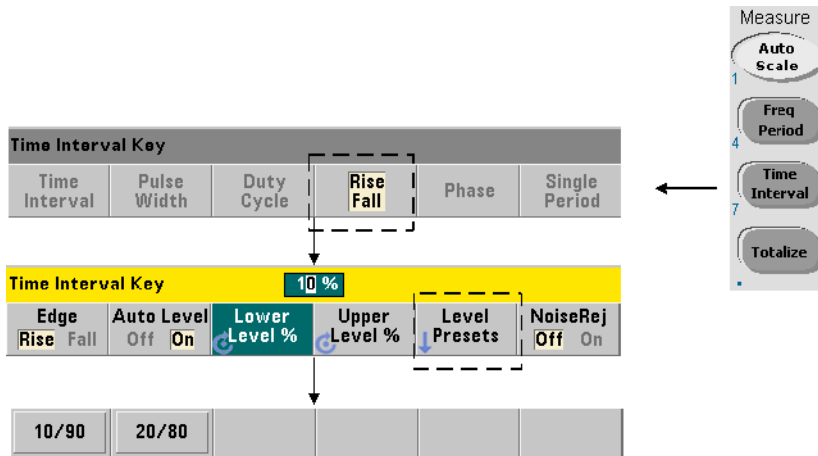 Measure
Auto
Scale
1
Freq
Period
4
Time
Interval
7
Totalize
.
Time Interval Key
Time
Interval
Pulse
Width
Duty
Cycle
Rise
Fall
Phase
Single
Period
Time Interval Key
10 %
Edge
Rise Fall
Auto Level
Off On
Lower
Level %
Upper
Level %
Level
Presets
NoiseRej
Off On
10/90
20/80